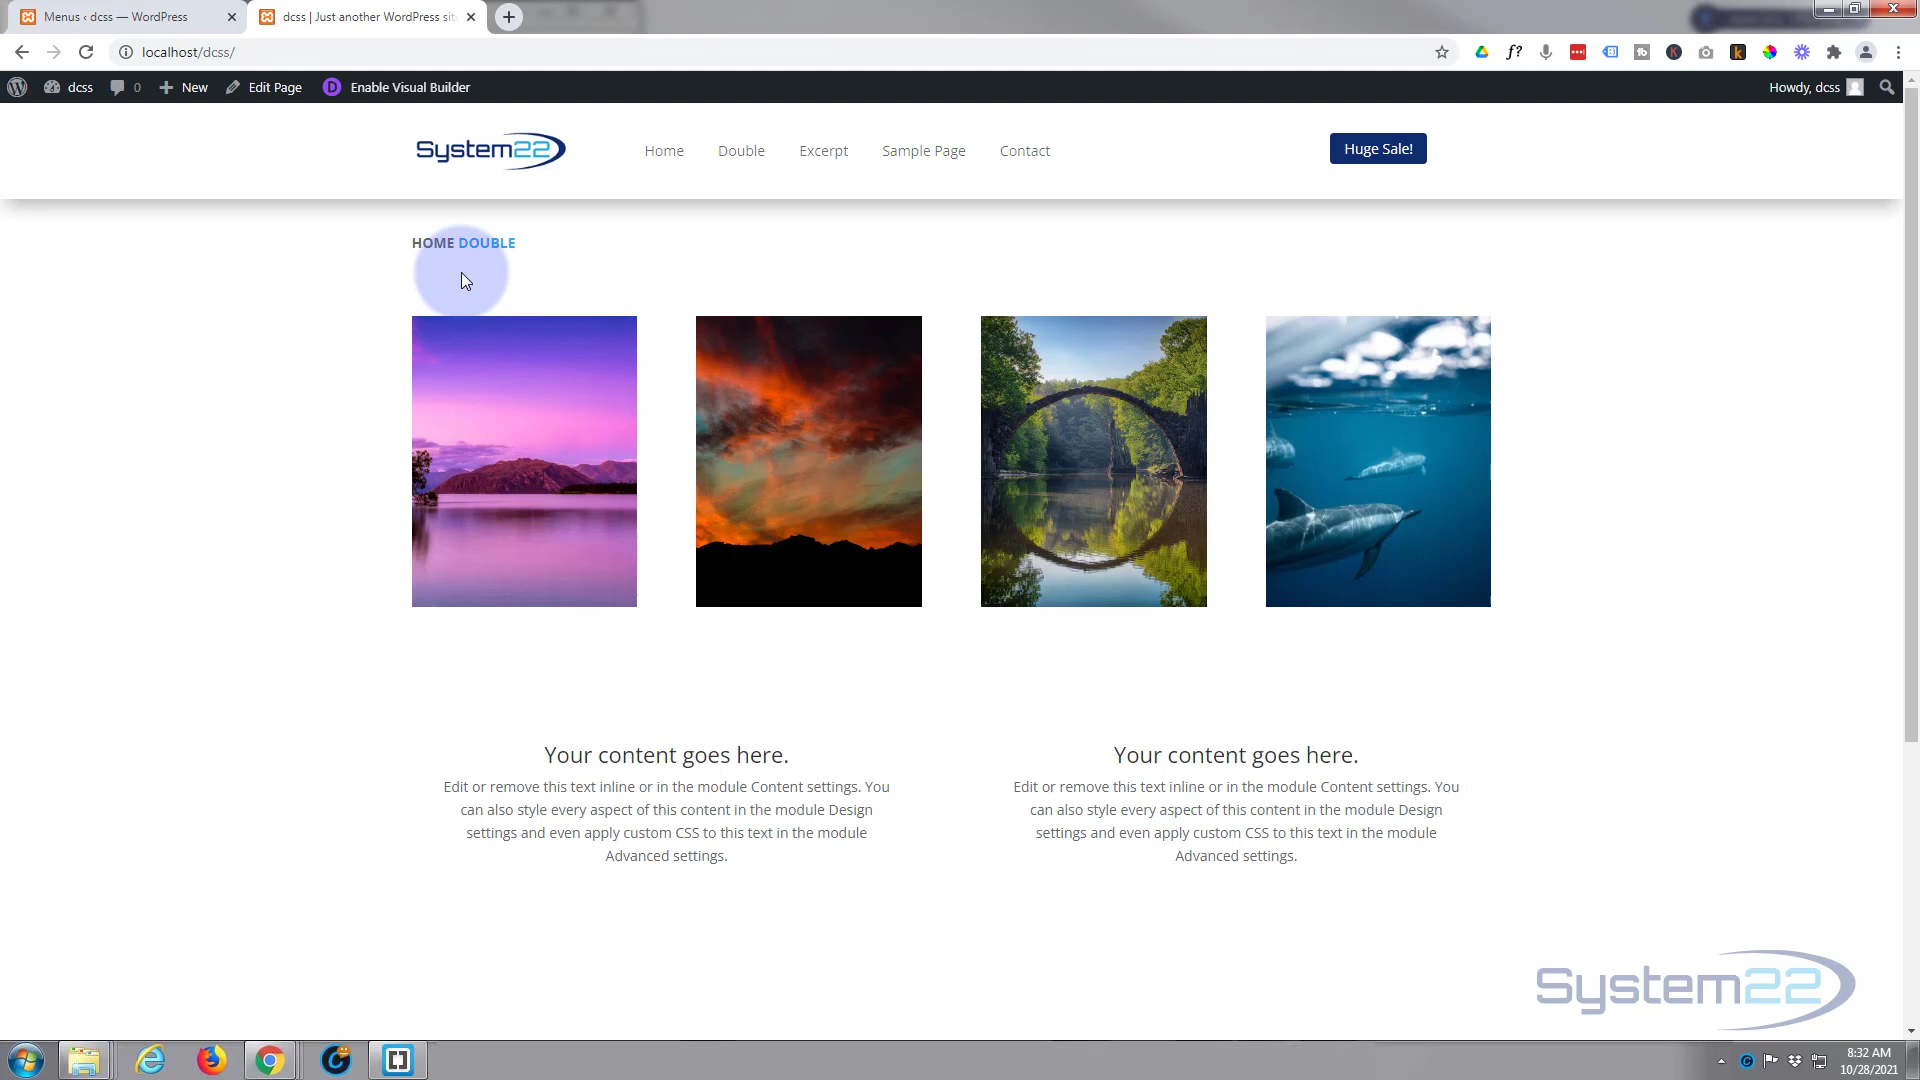 Menus ‹ dcss — WordPress
dcss | Just another WordPress sit
localhost/dcss/
dcss
0
New
Edit Page
D
Enable Visual Builder
Howdy, dcss
System22
Home
Double
Excerpt
Sample Page
Contact
Huge Sale!
HOME DOUBLE
Your content goes here.
Edit or remove this text inline or in the module Content settings. You
can also style every aspect of this content in the module Design
settings and even apply custom CSS to this text in the module
Advanced settings.
Your content goes here.
Edit or remove this text inline or in the module Content settings. You
can also style every aspect of this content in the module Design
settings and even apply custom CSS to this text in the module
Advanced settings.
System22
8:32 AM
10/28/2021